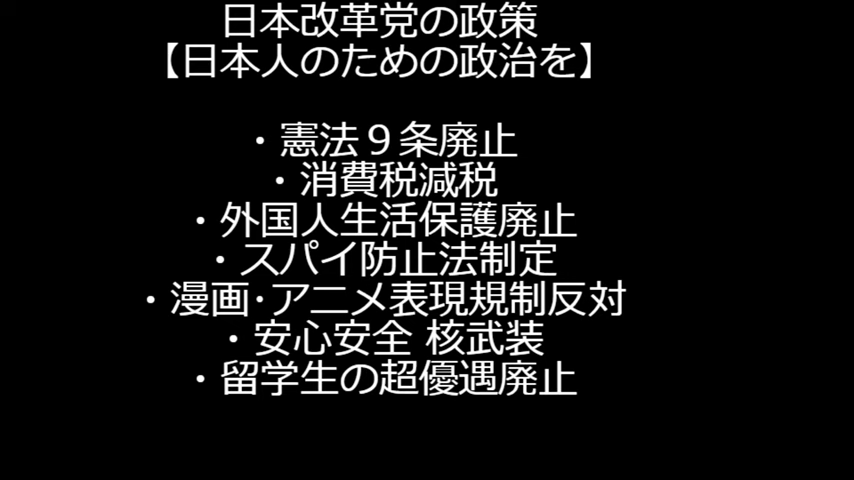 日本改革党の政策
【日本人のための政治を】
・憲法９条廃止
・消費税減税
・外国人生活保護廃止
・スパイ防止法制定
・漫画･アニメ表現規制反対
・安心安全 核武装
・留学生の超優遇廃止